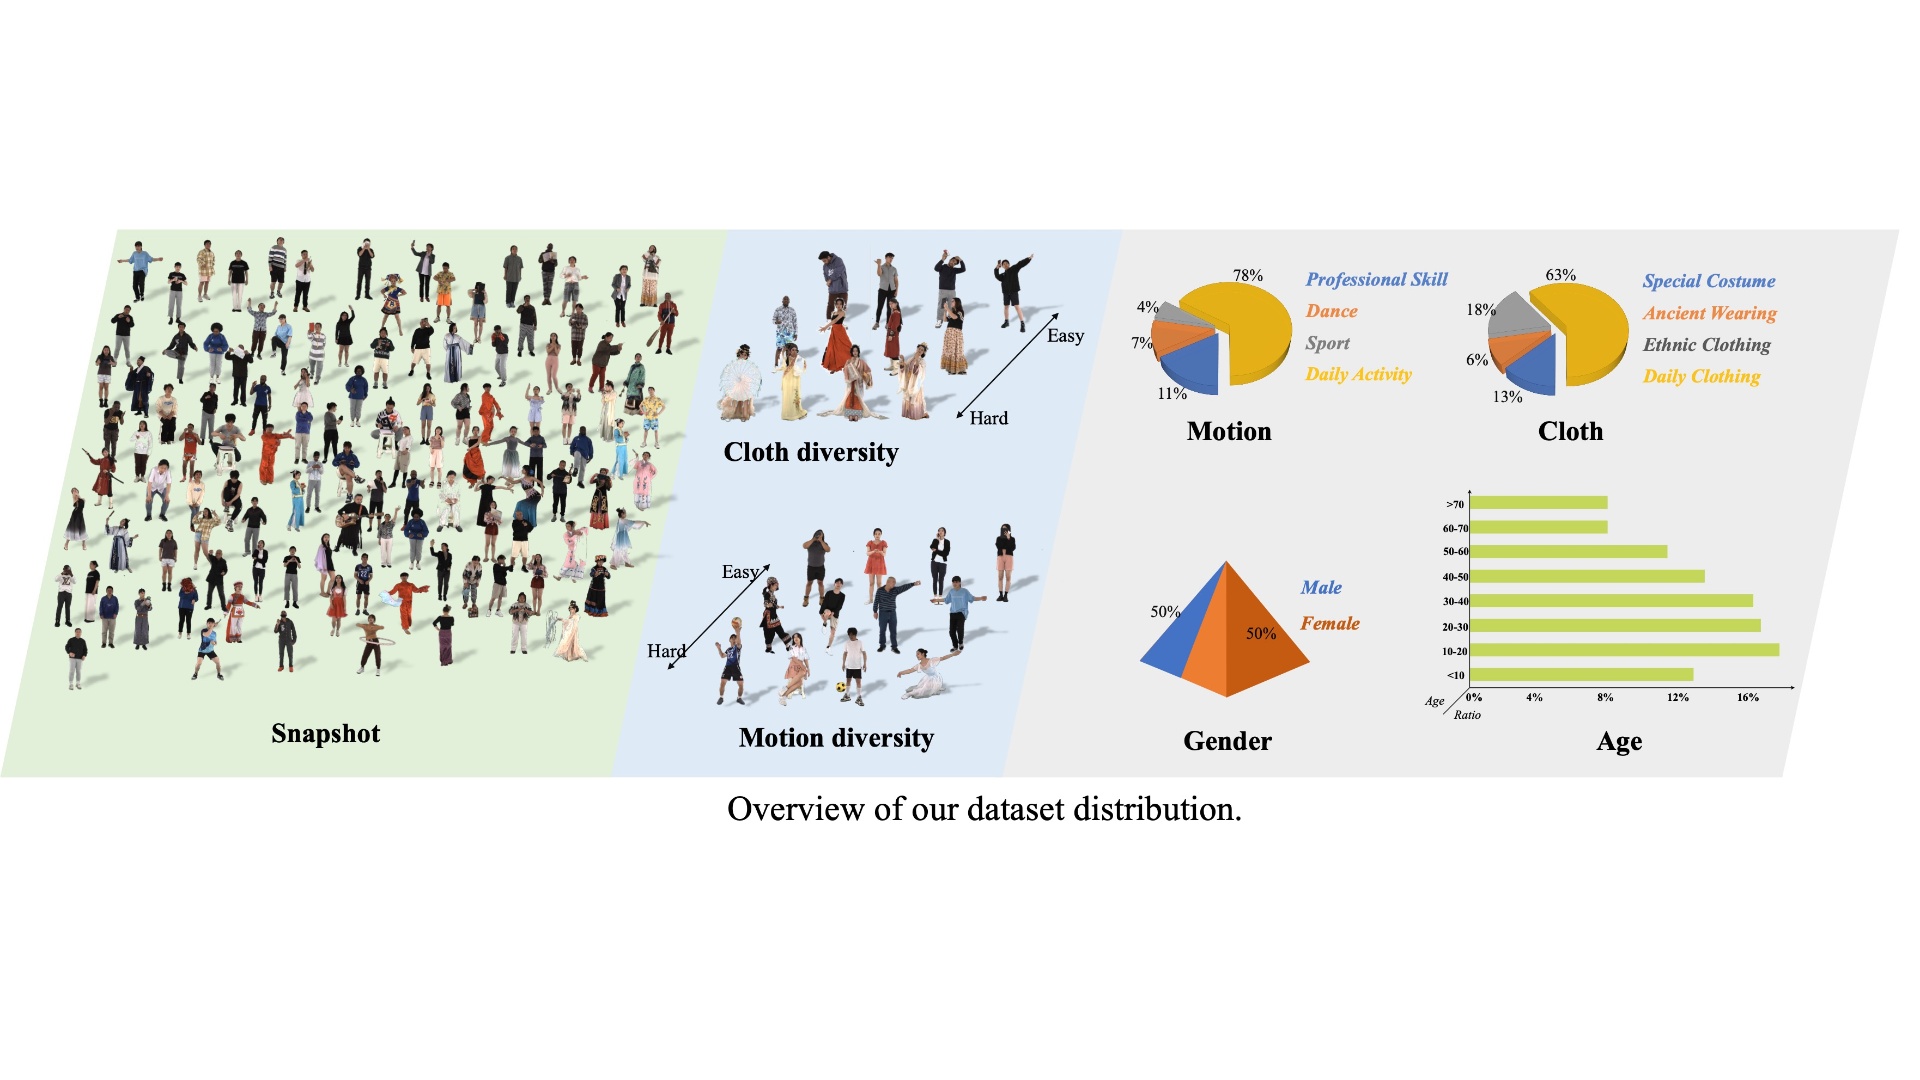 Snapshot
Easy
Hard
Cloth diversity
Easy
Hard
Motion diversity
78%
4%
7%
11%
Professional Skill
Dance
Sport
Daily Activity
Motion
63%
18%
6%
13%
Special Costume
Ancient Wearing
Ethnic Clothing
Daily Clothing
Cloth
50%
50%
Male
Female
Gender
>70
60-70
50-60
40-50
30-40
20-30
10-20
<10
0% 4% 8% 12% 16%
Age
Ratio
Age
Overview of our dataset distribution.